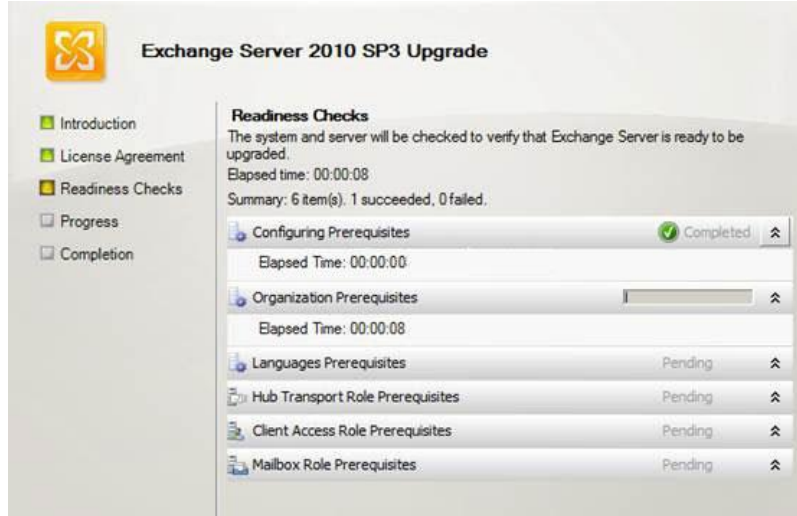 Exchange Server 2010 SP3 Upgrade
Introduction
License Agreement
Readiness Checks
Progress
Completion
Readiness Checks
The system and server will be checked to verify that Exchange Server is ready to be
upgraded.
Elapsed time: 00:00:08
Summary: 6 item(s). 1 succeeded, 0 failed.
Configuring Prerequisites Completed
Elapsed Time: 00:00:00
Organization Prerequisites
Elapsed Time: 00:00:08
Languages Prerequisites Pending
Hub Transport Role Prerequisites Pending
Client Access Role Prerequisites Pending
Mailbox Role Prerequisites Pending